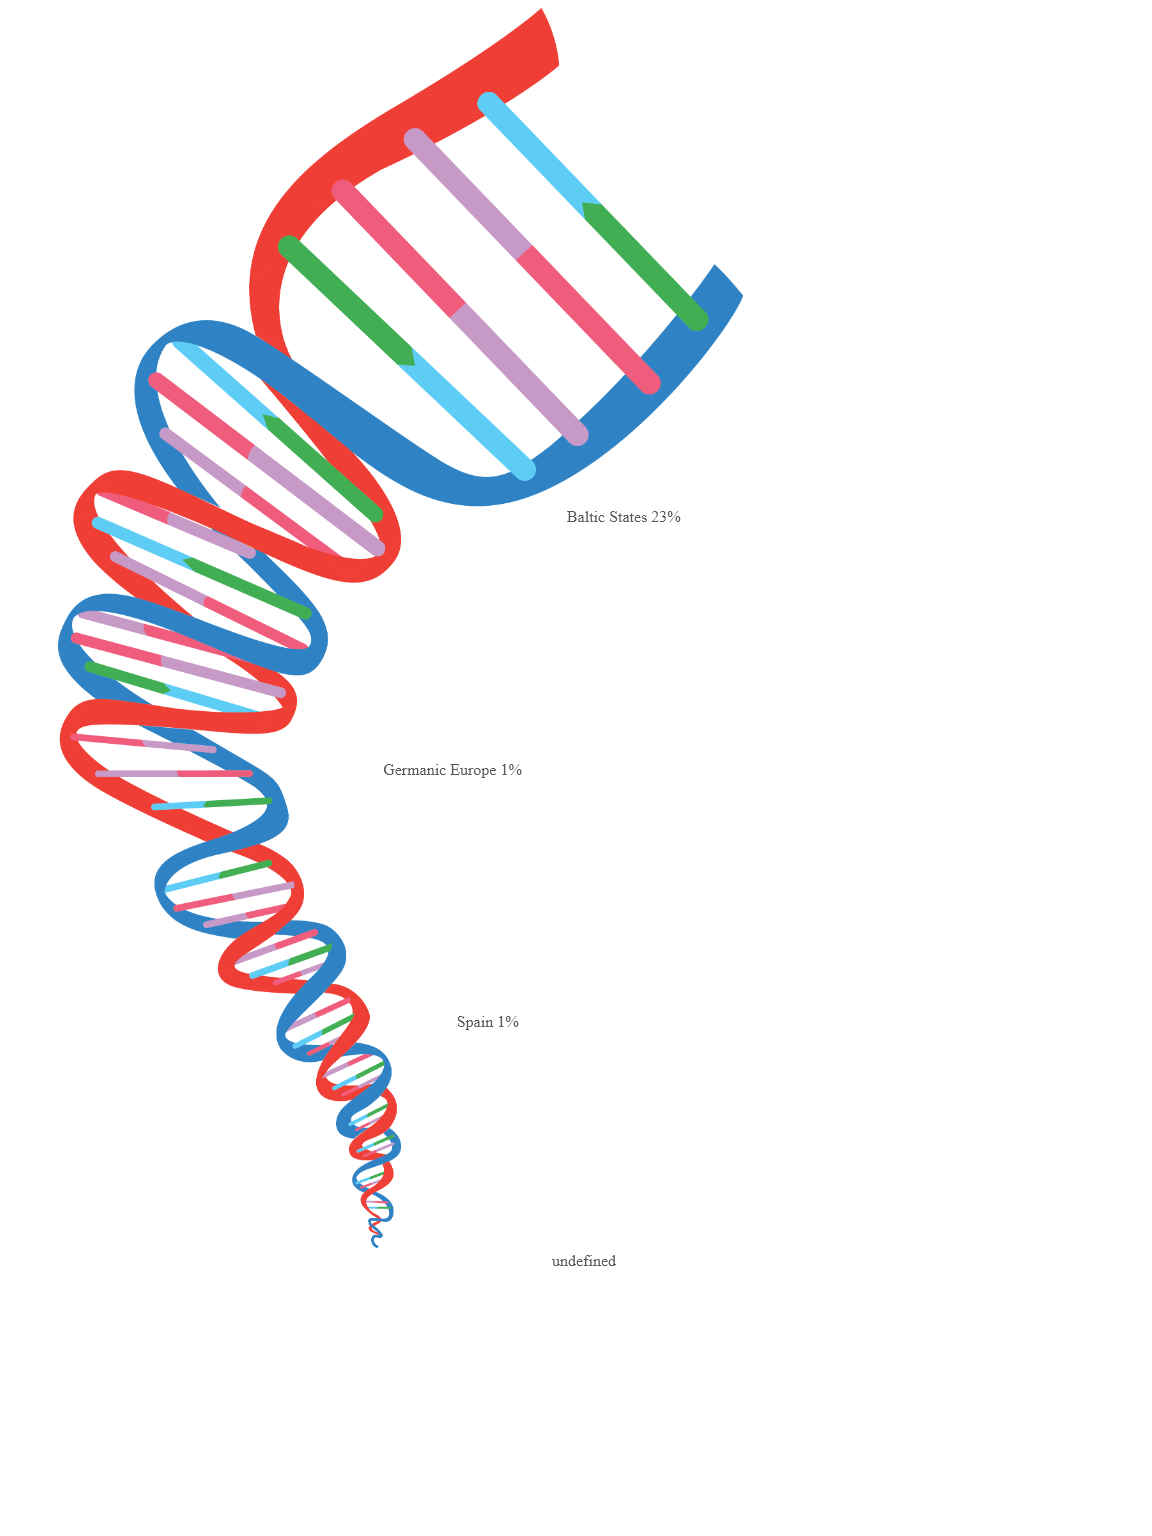 Baltic States 23%
Germanic Europe 1%
Spain 1%
undefined